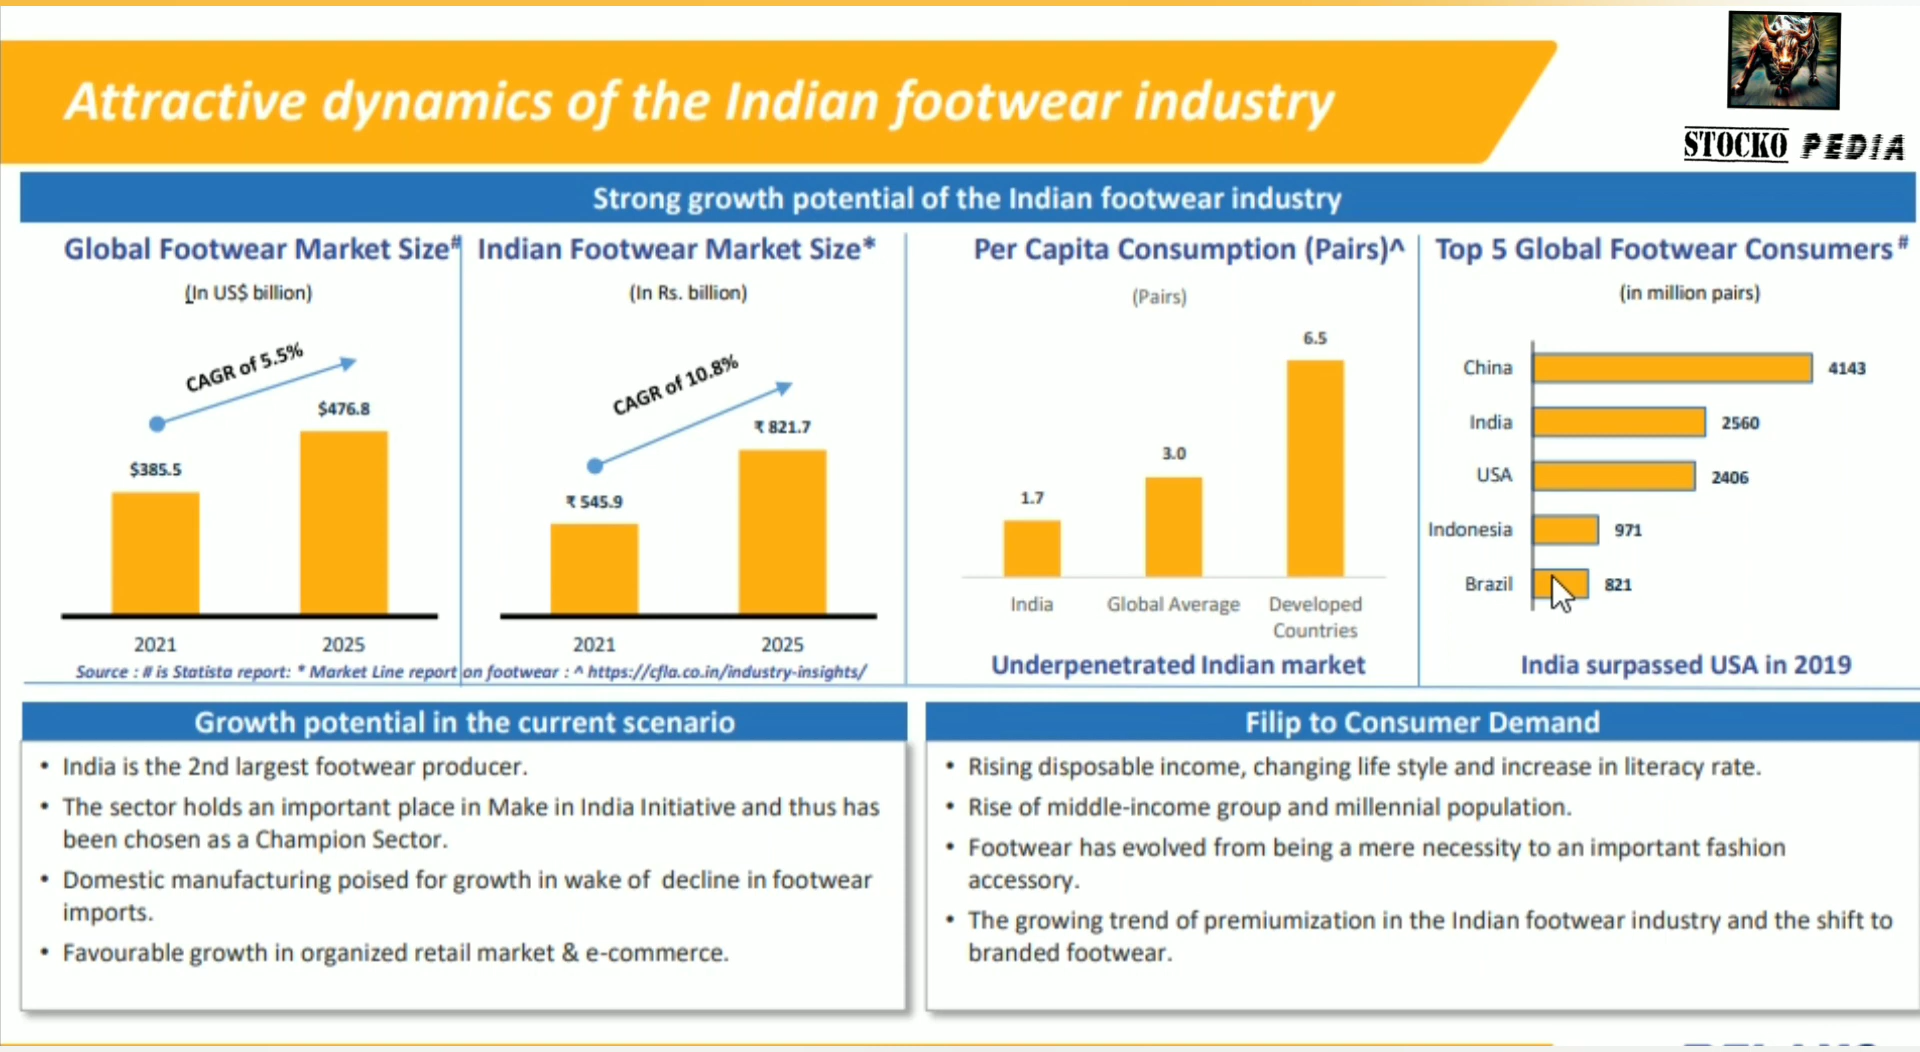 Attractive dynamics of the Indian footwear industry
STOCKO PEDIA
Strong growth potential of the Indian footwear industry
Global Footwear Market Size#
(In US$ billion)
CAGR of 5.5%
$385.5
$476.8
2021
2025
Indian Footwear Market Size*
(In Rs. billion)
CAGR of 10.8%
₹ 545.9
₹ 821.7
2021
2025
Source : # is Statista report: * Market Line report on footwear : ^ https://cfla.co.in/industry-insights/
Per Capita Consumption (Pairs)^
(Pairs)
1.7
3.0
6.5
India
Global Average
Developed
Countries
Underpenetrated Indian market
Top 5 Global Footwear Consumers#
(in million pairs)
China 4143
India 2560
USA 2406
Indonesia 971
Brazil 821
India surpassed USA in 2019
Growth potential in the current scenario
• India is the 2nd largest footwear producer.
• The sector holds an important place in Make in India Initiative and thus has
been chosen as a Champion Sector.
• Domestic manufacturing poised for growth in wake of decline in footwear
imports.
• Favourable growth in organized retail market & e-commerce.
Filip to Consumer Demand
• Rising disposable income, changing life style and increase in literacy rate.
• Rise of middle-income group and millennial population.
• Footwear has evolved from being a mere necessity to an important fashion
accessory.
• The growing trend of premiumization in the Indian footwear industry and the shift to
branded footwear.